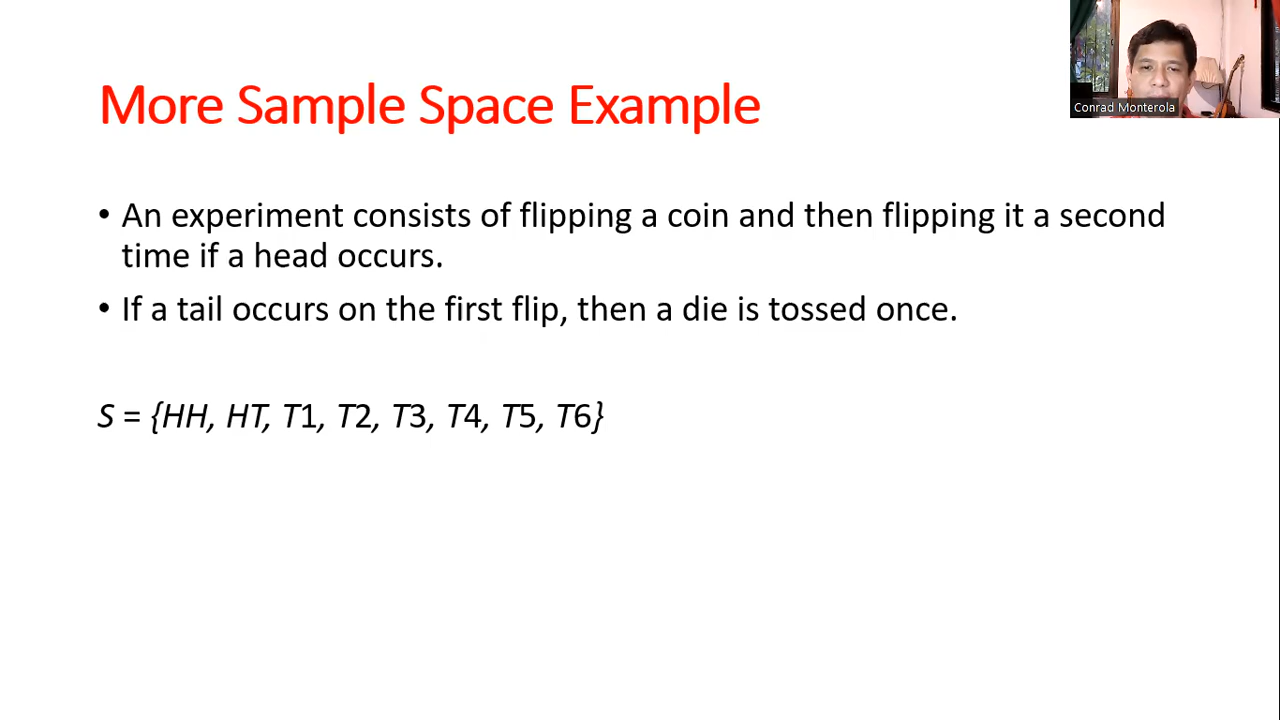 More Sample Space Example
Conrad Monterola
• An experiment consists of flipping a coin and then flipping it a second
time if a head occurs.
• If a tail occurs on the first flip, then a die is tossed once.
S = {HH, HT, T1, T2, T3, T4, T5, T6}